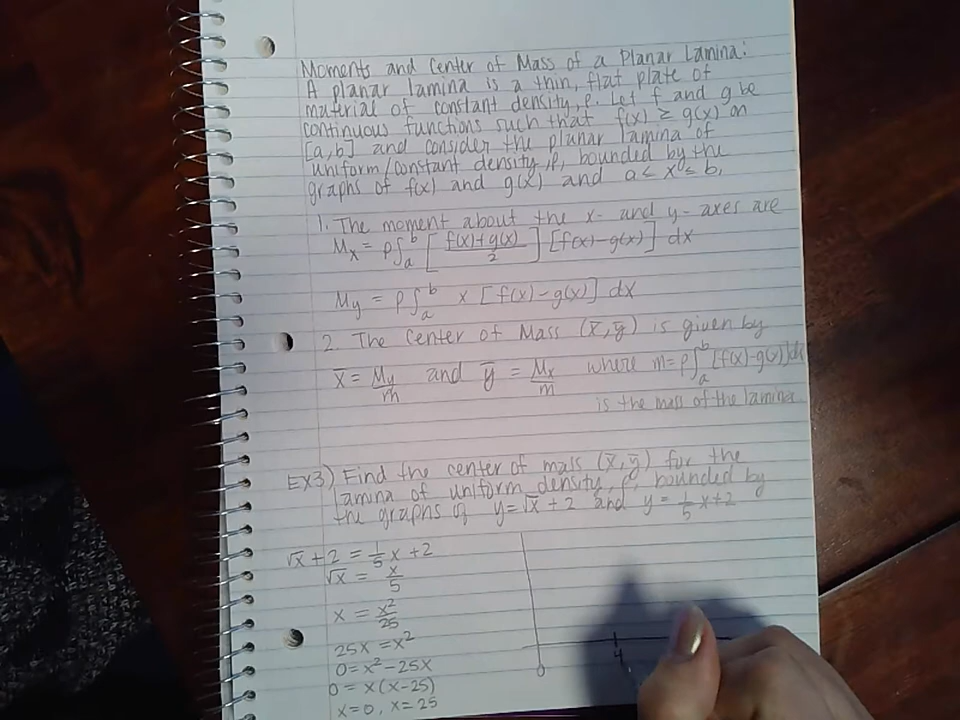 Moments and Center of Mass of a Planar Lamina:
A planar lamina is a thin, flat plate of
material of constant density, ρ. Let f and g be
continuous functions such that f(x) ≥ g(x) on
[a,b] and consider the planar lamina of
uniform/constant density, ρ, bounded by the
graphs of f(x) and g(x) and a ≤ x ≤ b.
1. The moment about the x- and y-axes are
Mx = ρ∫_a^b [ (f(x)+g(x))/2 ] [f(x)-g(x)] dx
My = ρ∫_a^b x [f(x)-g(x)] dx
2. The Center of Mass (x̄,ȳ) is given by
x̄ = My/m and ȳ = Mx/m where m=ρ∫_a^b [f(x)-g(x)]dx
is the mass of the lamina
Ex3) Find the center of mass (x̄,ȳ) for the
lamina of uniform density, ρ, bounded by
the graphs of y=√x + 2 and y = 1/5 x+2
√x + 2 = 1/5 x + 2
√x = x/5
x = x²/25
25x = x²
0 = x² - 25x
0 = x(x-25)
x=0, x=25
0 4